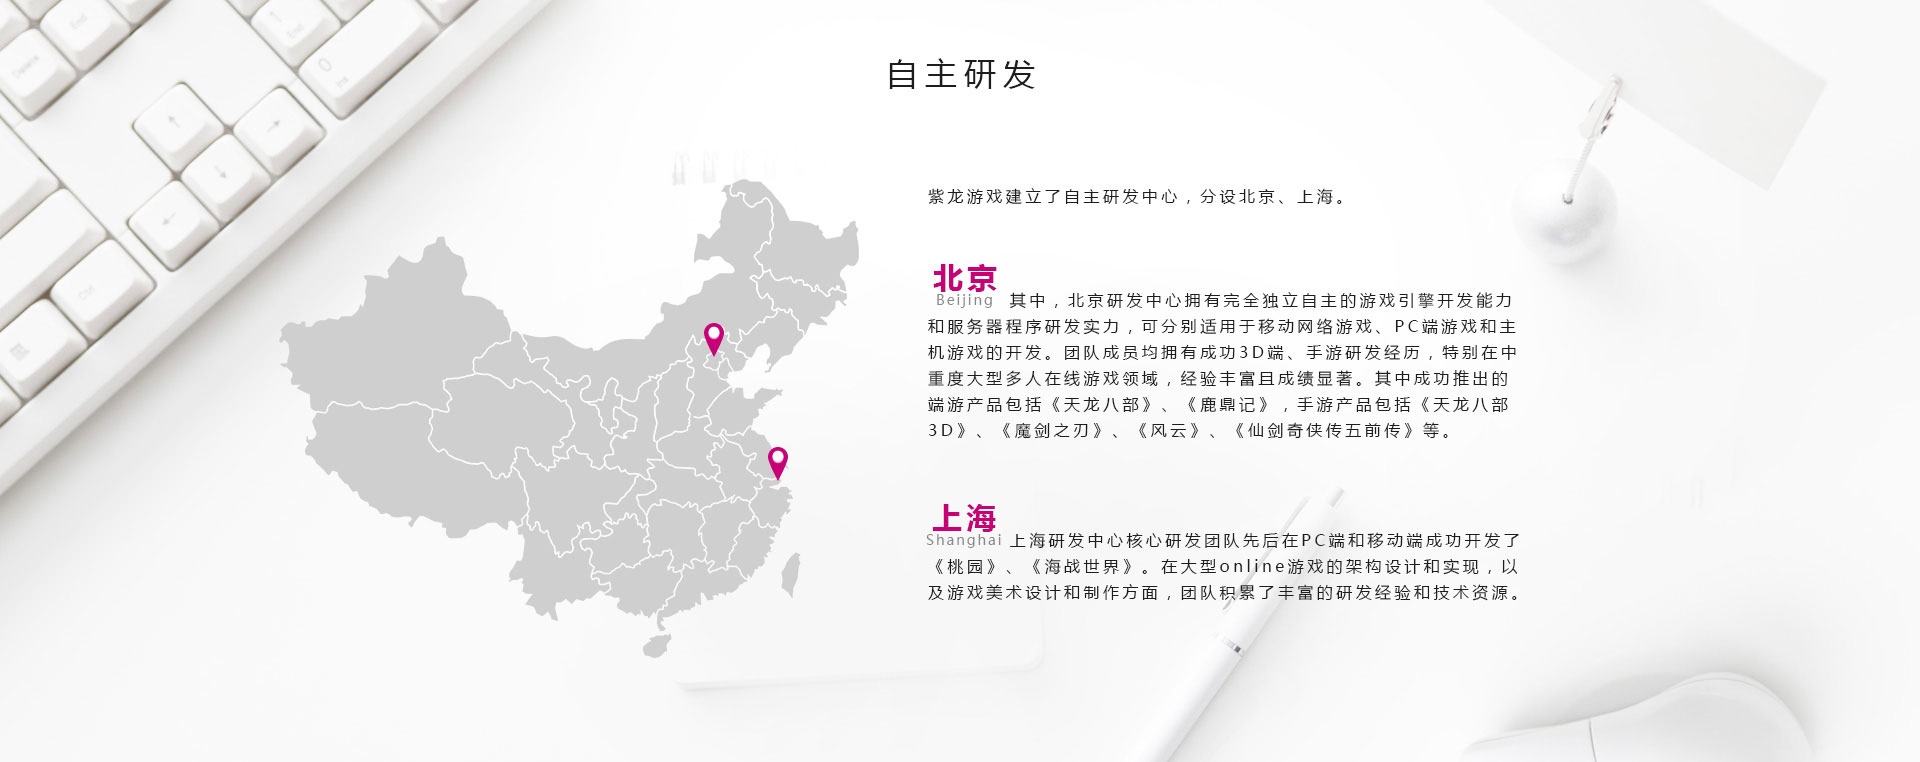 自主研发
紫龙游戏建立了自主研发中心，分设北京、上海。
北京
Beijing 其中，北京研发中心拥有完全独立自主的游戏引擎开发能力
和服务器程序研发实力，可分别适用于移动网络游戏、PC端游戏和主
机游戏的开发。团队成员均拥有成功3D端、手游研发经历，特别在中
重度大型多人在线游戏领域，经验丰富且成绩显著。其中成功推出的
端游产品包括《天龙八部》、《鹿鼎记》，手游产品包括《天龙八部
3D》、《魔剑之刃》、《风云》、《仙剑奇侠传五前传》等。
上海
Shanghai 上海研发中心核心研发团队先后在PC端和移动端成功开发了
《桃园》、《海战世界》。在大型online游戏的架构设计和实现，以
及游戏美术设计和制作方面，团队积累了丰富的研发经验和技术资源。
End
End
Delete
0
Ins
Ctrl